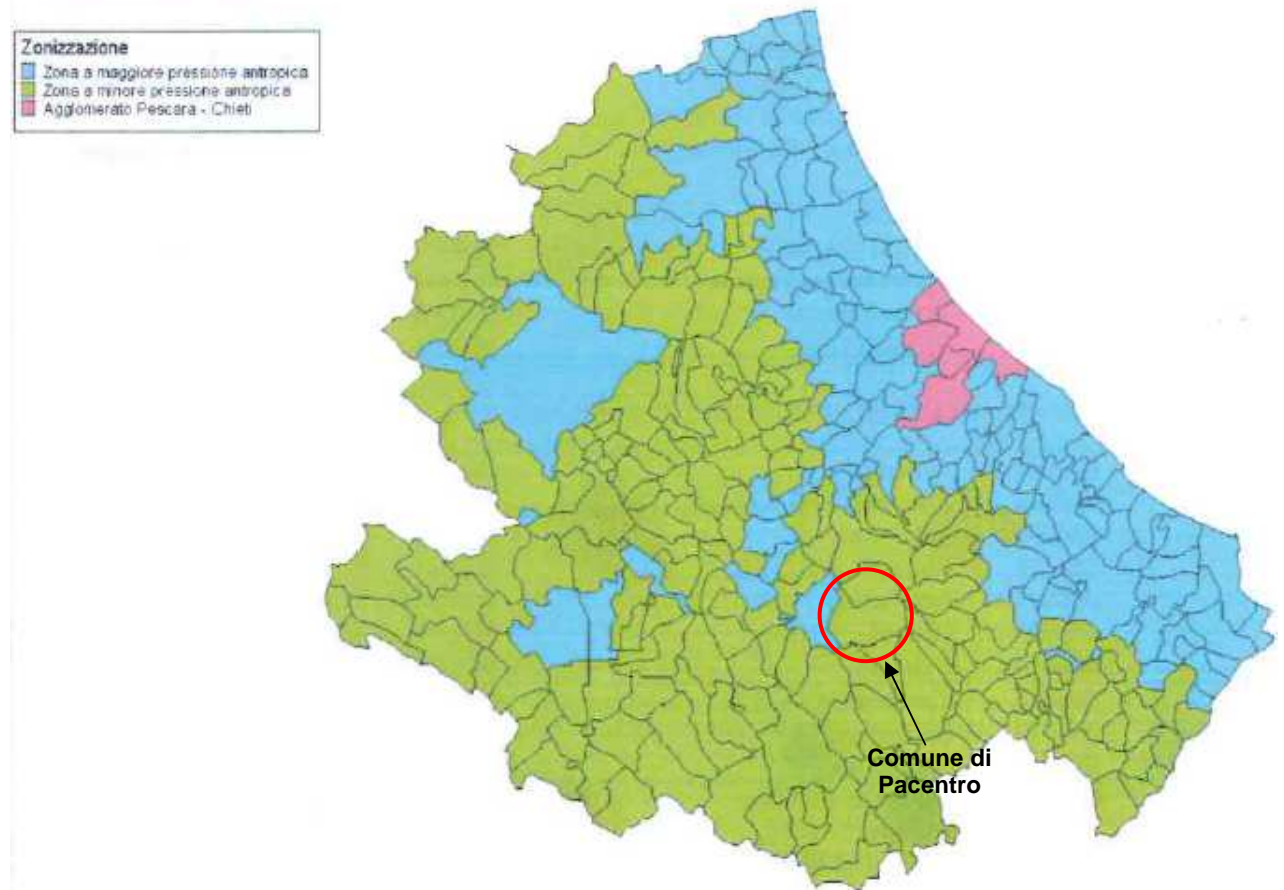 Zonizzazione
Zona a maggiore pressione antropica
Zona a minore pressione antropica
Agglomerato Pescara - Chieti
Comune di
Pacentro